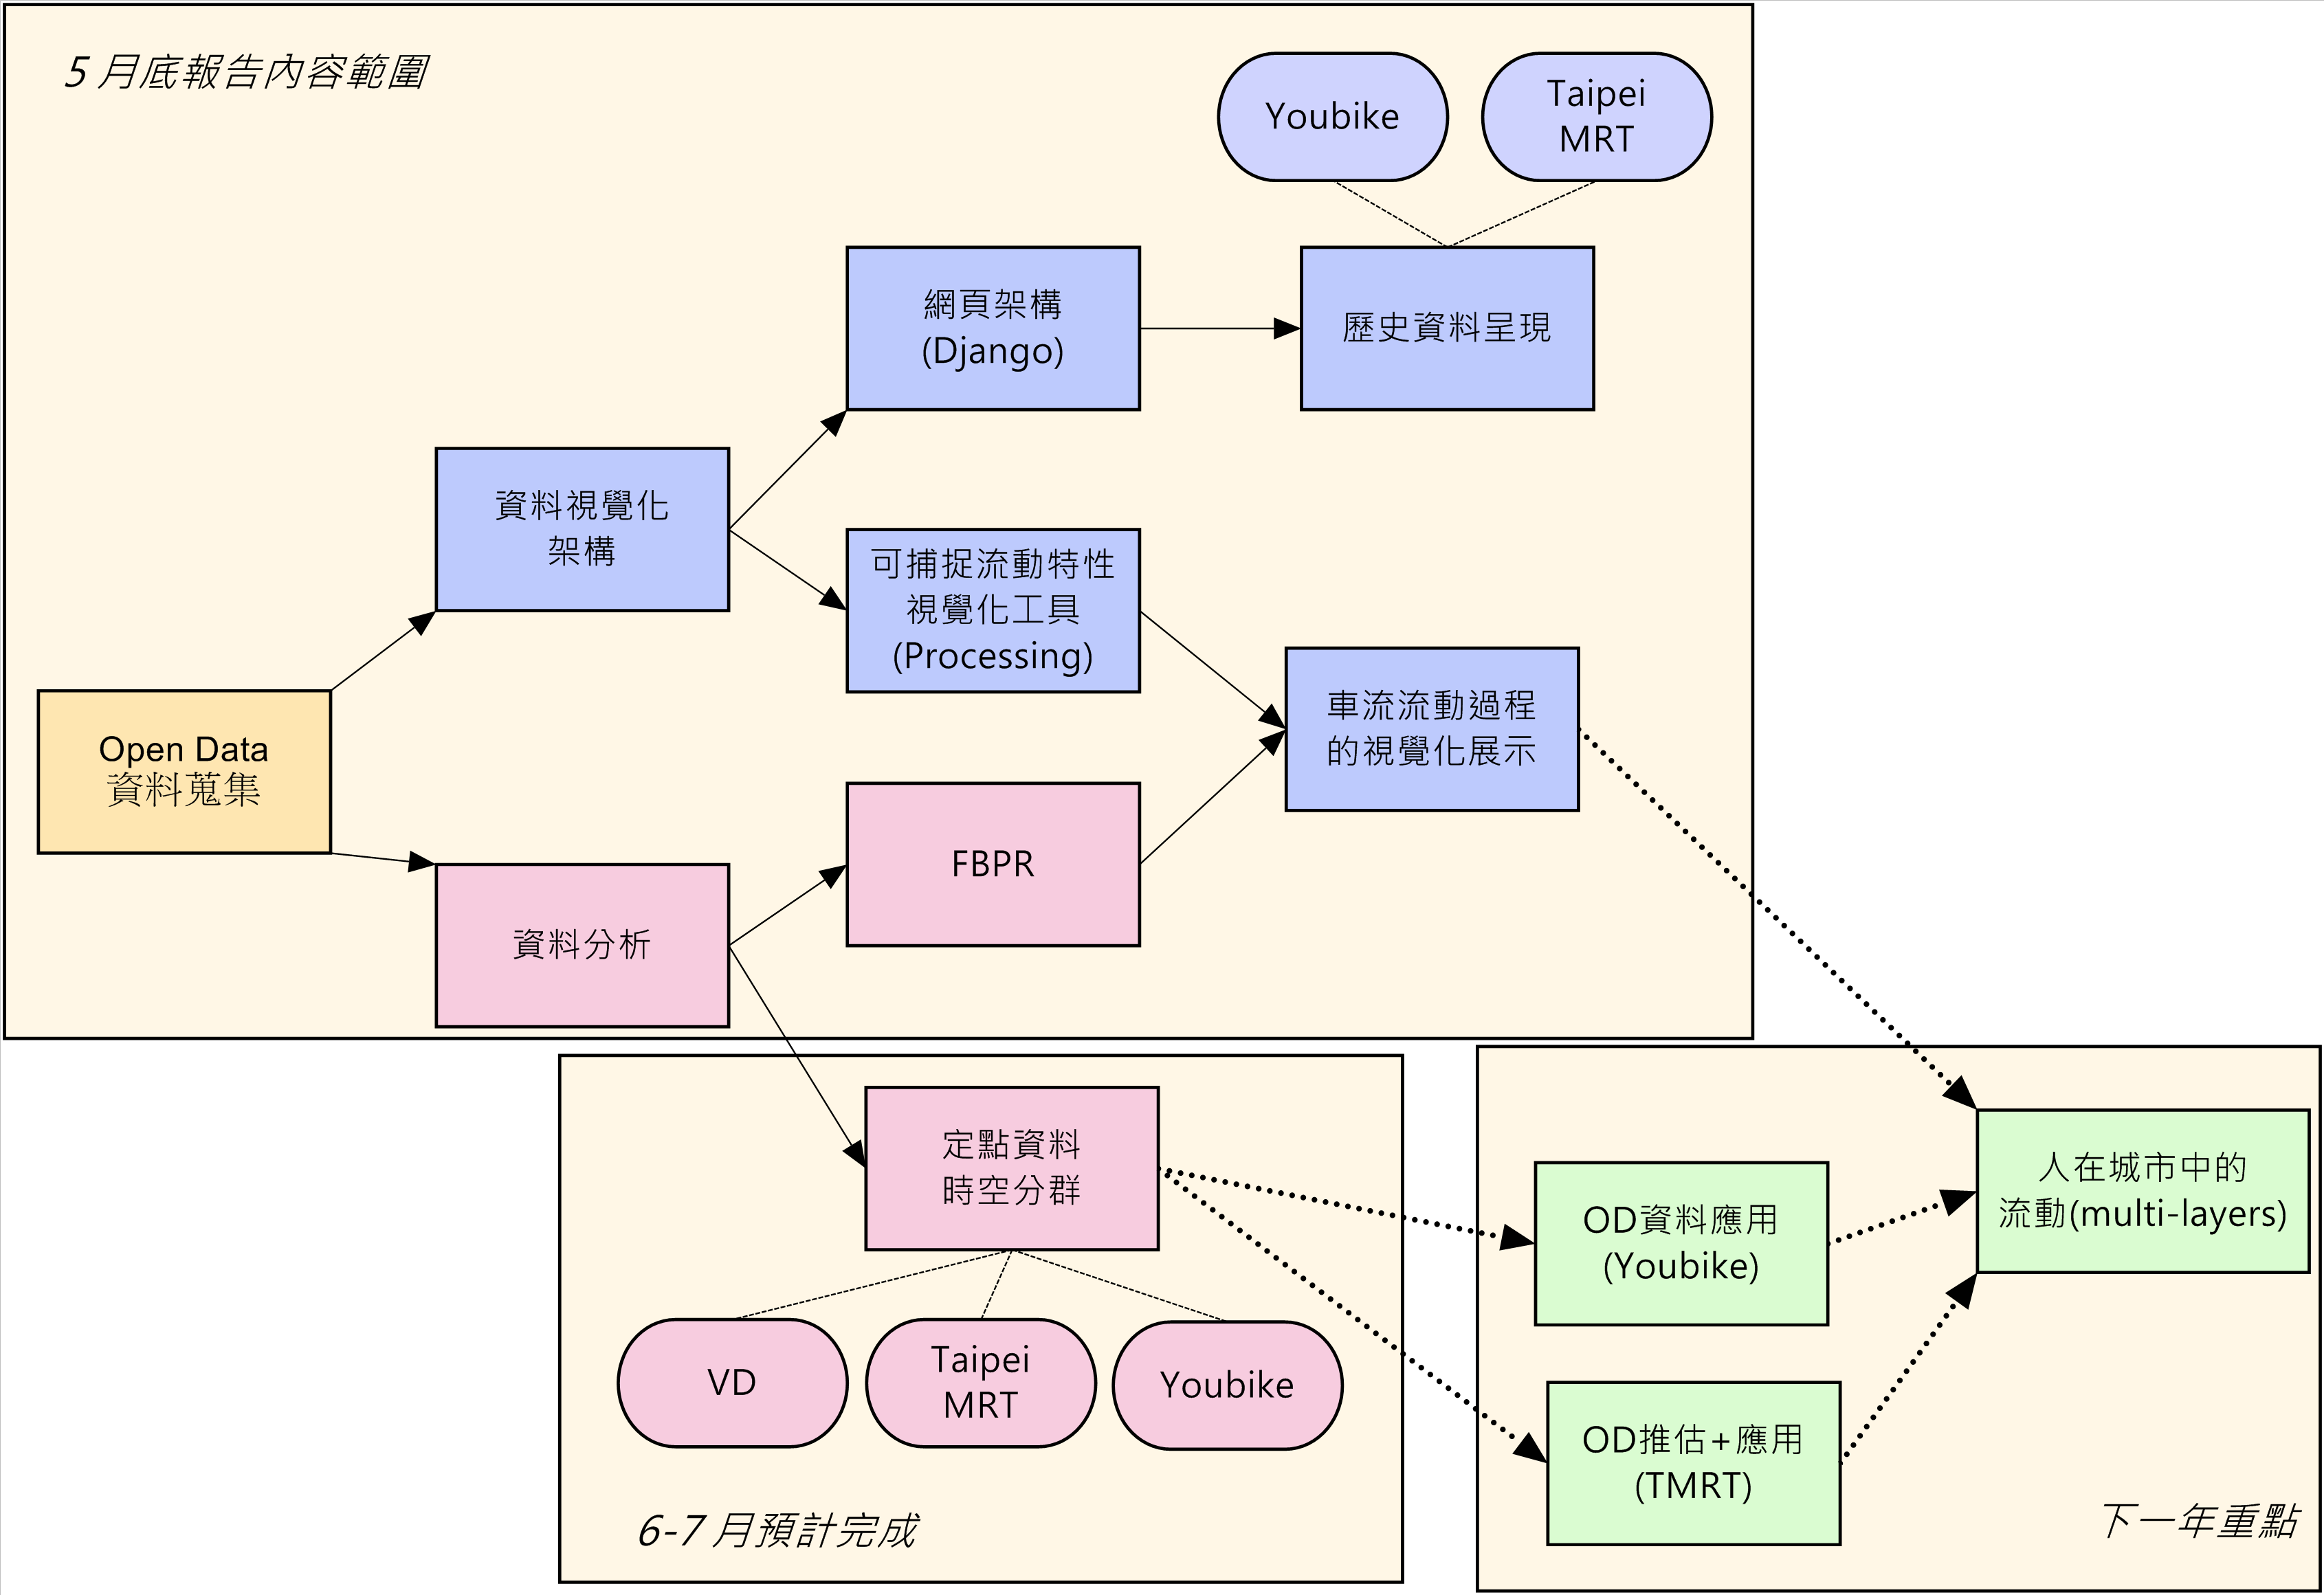 5 月底報告內容範圍
Youbike
Taipei
MRT
網頁架構
(Django)
歷史資料呈現
資料視覺化
架構
可捕捉流動特性
視覺化工具
(Processing)
車流流動過程
的視覺化展示
Open Data
資料蒐集
FBPR
資料分析
定點資料
時空分群
VD
Taipei
MRT
Youbike
6-7 月預計完成
人在城市中的
流動(multi-layers)
OD資料應用
(Youbike)
OD推估+應用
(TMRT)
下一年重點